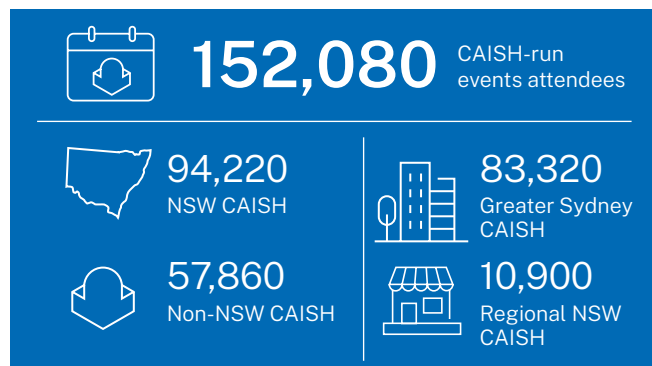 152,080
CAISH-run
events attendees
94,220
NSW CAISH
57,860
Non-NSW CAISH
83,320
Greater Sydney
CAISH
10,900
Regional NSW
CAISH